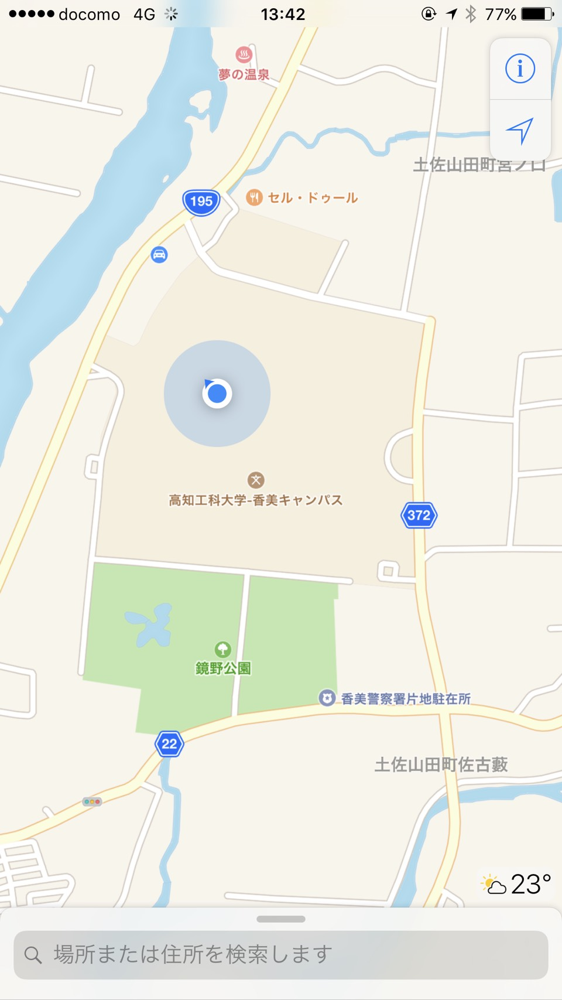 docomo 4G 13:42 77%
夢の温泉
土佐山田町宮ノ口
195
セル・ドゥール
高知工科大学-香美キャンパス
372
鏡野公園
香美警察署片地駐在所
22
土佐山田町佐古藪
23°
場所または住所を検索します